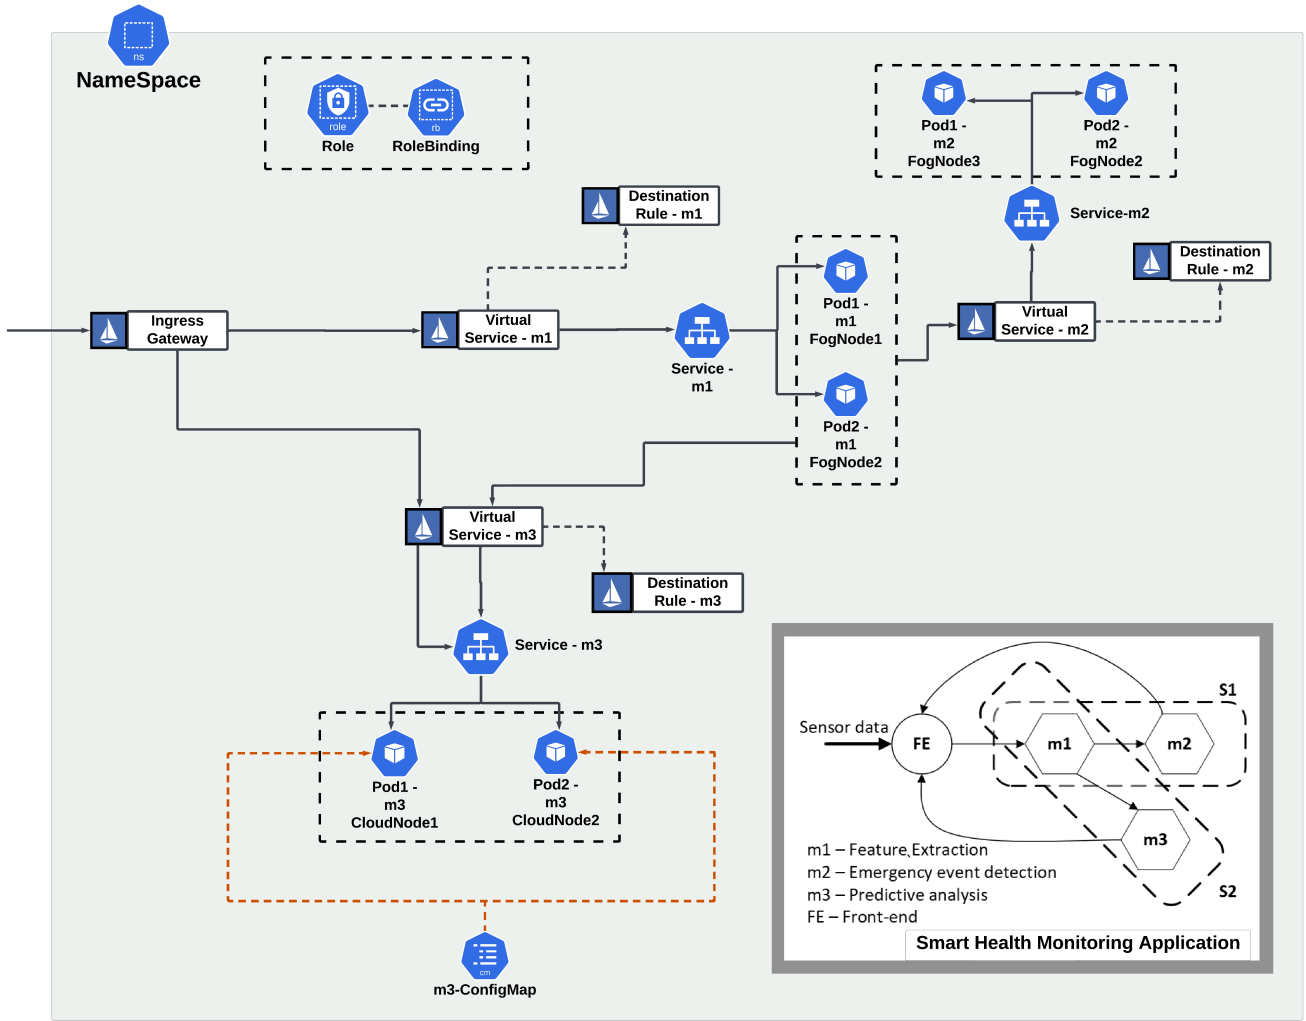 ns
NameSpace
role
Role
rb
RoleBinding
Pod1 -
m2
FogNode3
Pod2 -
m2
FogNode2
Destination
Rule - m1
Service-m2
Destination
Rule - m2
Ingress
Gateway
Virtual
Service - m1
Service -
m1
Pod1 -
m1
FogNode1
Virtual
Service - m2
Pod2 -
m1
FogNode2
Virtual
Service - m3
Destination
Rule - m3
Service - m3
Pod1 -
m3
CloudNode1
Pod2 -
m3
CloudNode2
cm
m3-ConfigMap
S1
Sensor data
FE
m1
m2
m3
S2
m1 – Feature Extraction
m2 – Emergency event detection
m3 – Predictive analysis
FE – Front-end
Smart Health Monitoring Application